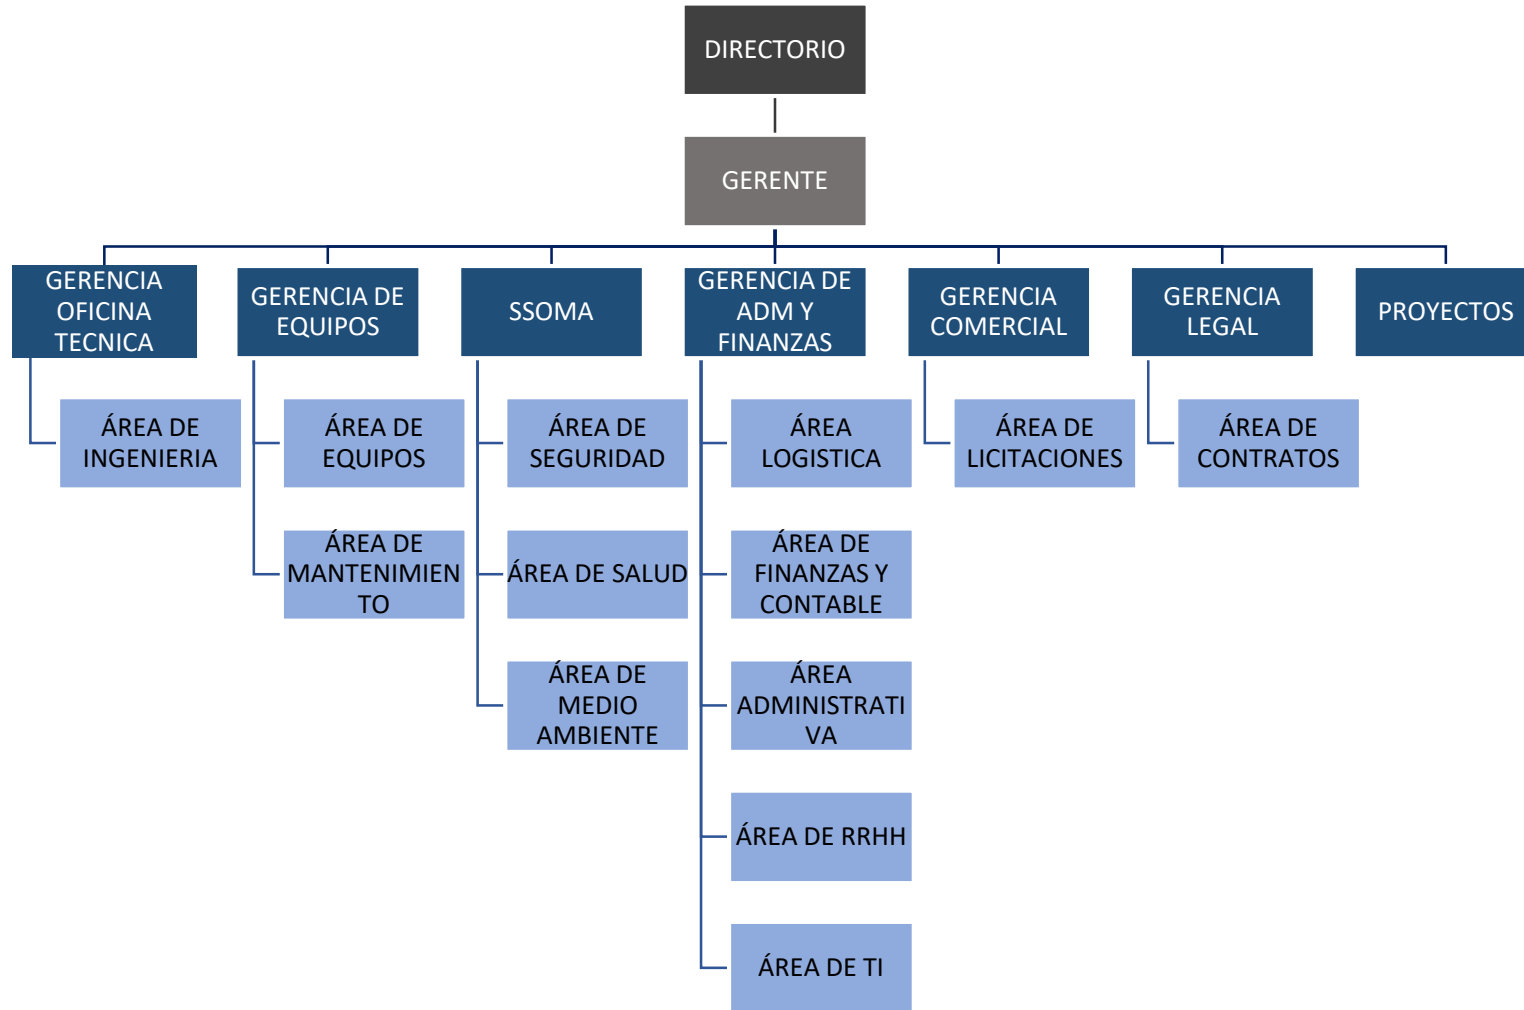 DIRECTORIO
GERENTE
GERENCIA
OFICINA
TECNICA
GERENCIA DE
EQUIPOS
SSOMA
GERENCIA DE
ADM Y
FINANZAS
GERENCIA
COMERCIAL
GERENCIA
LEGAL
PROYECTOS
ÁREA DE
INGENIERIA
ÁREA DE
EQUIPOS
ÁREA DE
SEGURIDAD
ÁREA
LOGISTICA
ÁREA DE
LICITACIONES
ÁREA DE
CONTRATOS
ÁREA DE
MANTENIMIEN
TO
ÁREA DE SALUD
ÁREA DE
FINANZAS Y
CONTABLE
ÁREA DE
MEDIO
AMBIENTE
ÁREA
ADMINISTRATI
VA
ÁREA DE RRHH
ÁREA DE TI